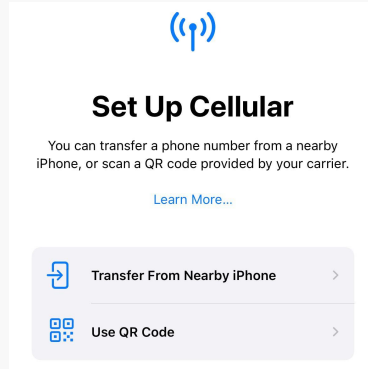 Set Up Cellular
You can transfer a phone number from a nearby
iPhone, or scan a QR code provided by your carrier.
Learn More...
Transfer From Nearby iPhone
Use QR Code